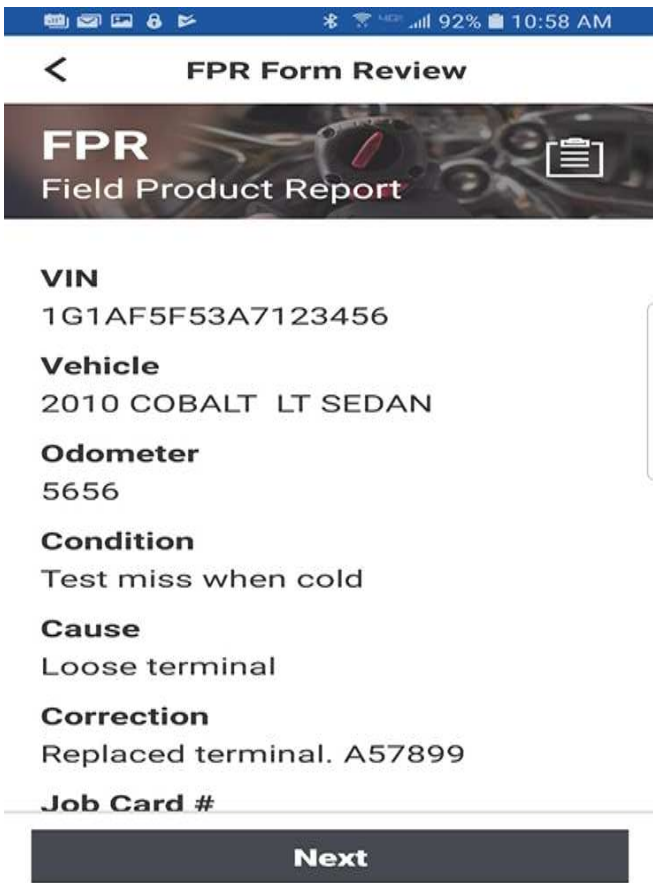 92% 10:58 AM
FPR Form Review
FPR
Field Product Report
VIN
1G1AF5F53A7123456
Vehicle
2010 COBALT LT SEDAN
Odometer
5656
Condition
Test miss when cold
Cause
Loose terminal
Correction
Replaced terminal. A57899
Job Card #
Next